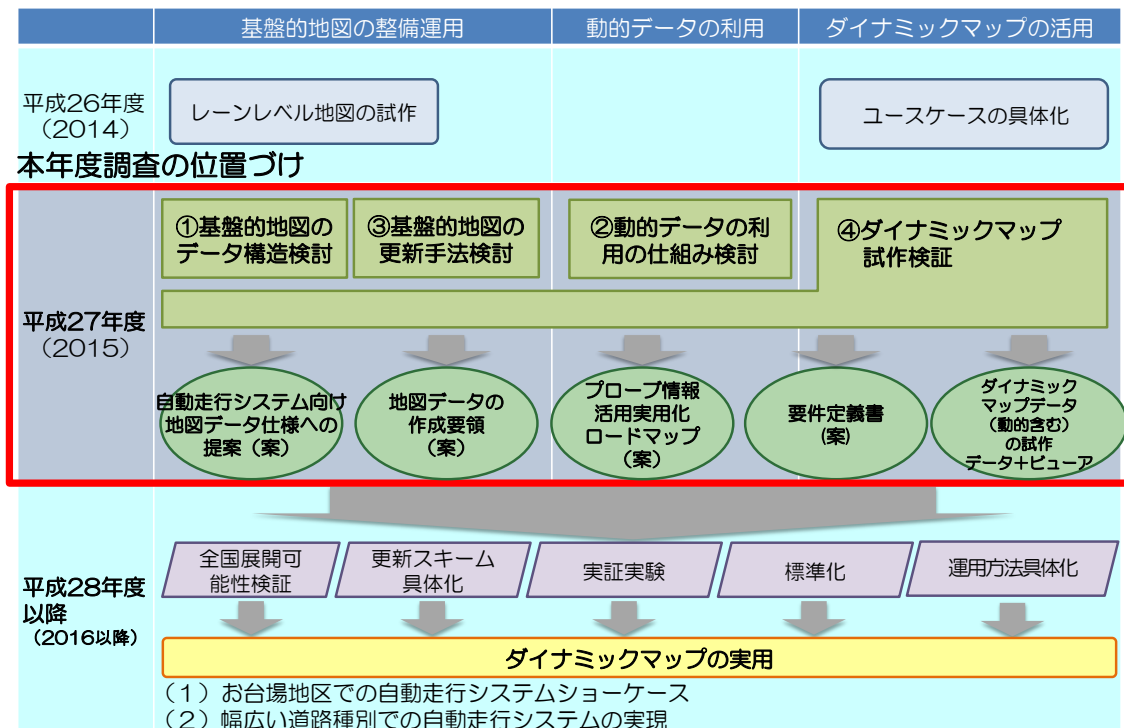 基盤的地図の整備運用
動的データの利用
ダイナミックマップの活用
平成26年度
（2014）
レーンレベル地図の試作
ユースケースの具体化
本年度調査の位置づけ
平成27年度
（2015）
①基盤的地図の
データ構造検討
③基盤的地図の
更新手法検討
②動的データの利
用の仕組み検討
④ダイナミックマップ
試作検証
自動走行システム向け
地図データ仕様への
提案（案）
地図データの
作成要領
（案）
プローブ情報
活用実用化
ロードマップ
（案）
要件定義書
(案)
ダイナミック
マップデータ
（動的含む）
の試作
データ＋ビューア
平成28年度
以降
（2016以降）
全国展開可
能性検証
更新スキーム
具体化
実証実験
標準化
運用方法具体化
ダイナミックマップの実用
（1）お台場地区での自動走行システムショーケース
（2）幅広い道路種別での自動走行システムの実現